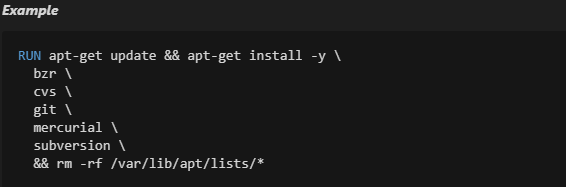 Example
RUN apt-get update && apt-get install -y \
bzr \
cvs \
git \
mercurial \
subversion \
&& rm -rf /var/lib/apt/lists/*